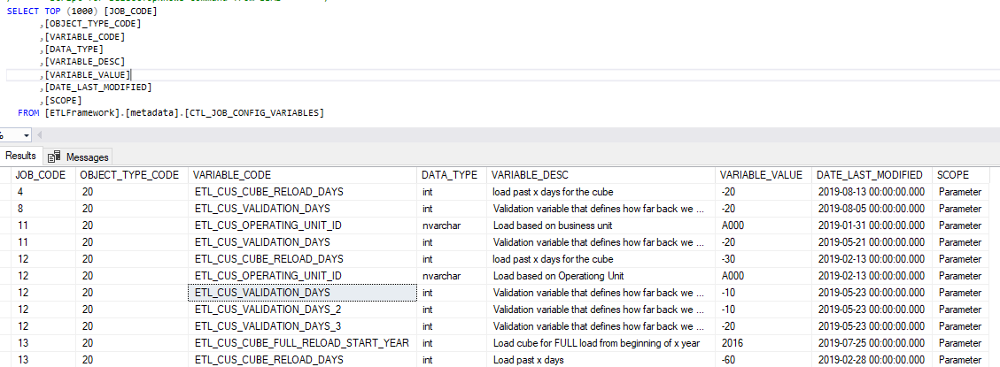 SELECT TOP (1000) [JOB_CODE]
,[OBJECT_TYPE_CODE]
,[VARIABLE_CODE]
,[DATA_TYPE]
,[VARIABLE_DESC]
,[VARIABLE_VALUE]
,[DATE_LAST_MODIFIED]
,[SCOPE]
FROM [ETLFramework].[metadata].[CTL_JOB_CONFIG_VARIABLES]
%
Results Messages
JOB_CODE OBJECT_TYPE_CODE VARIABLE_CODE DATA_TYPE VARIABLE_DESC VARIABLE_VALUE DATE_LAST_MODIFIED SCOPE
4 20 ETL_CUS_CUBE_RELOAD_DAYS int load past x days for the cube -20 2019-08-13 00:00:00.000 Parameter
8 20 ETL_CUS_VALIDATION_DAYS int Validation variable that defines how far back we ... -20 2019-08-05 00:00:00.000 Parameter
11 20 ETL_CUS_OPERATING_UNIT_ID nvarchar Load based on business unit A000 2019-01-31 00:00:00.000 Parameter
11 20 ETL_CUS_VALIDATION_DAYS int Validation variable that defines how far back we ... -20 2019-05-21 00:00:00.000 Parameter
12 20 ETL_CUS_CUBE_RELOAD_DAYS int load past x days for the cube -30 2019-02-13 00:00:00.000 Parameter
12 20 ETL_CUS_OPERATING_UNIT_ID nvarchar Load based on Operationg Unit A000 2019-02-13 00:00:00.000 Parameter
12 20 ETL_CUS_VALIDATION_DAYS int Validation variable that defines how far back we ... -10 2019-05-23 00:00:00.000 Parameter
12 20 ETL_CUS_VALIDATION_DAYS_2 int Validation variable that defines how far back we ... -10 2019-05-23 00:00:00.000 Parameter
12 20 ETL_CUS_VALIDATION_DAYS_3 int Validation variable that defines how far back we ... -20 2019-05-23 00:00:00.000 Parameter
13 20 ETL_CUS_CUBE_FULL_RELOAD_START_YEAR int Load cube for FULL load from beginning of x year 2016 2019-07-25 00:00:00.000 Parameter
13 20 ETL_CUS_CUBE_RELOAD_DAYS int Load past x days -60 2019-02-28 00:00:00.000 Parameter